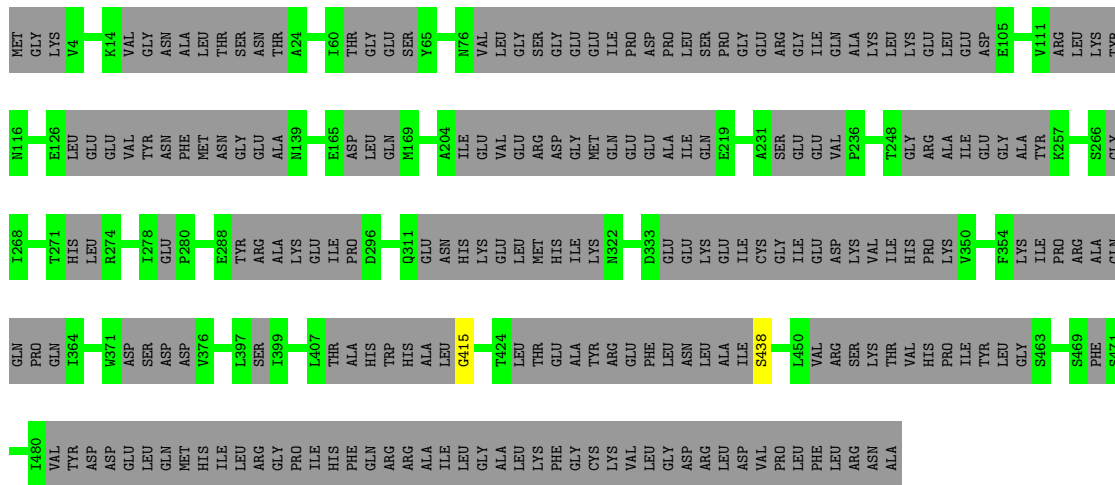 MET GLY LYS V4 K14 VAL GLY ASN ALA LEU THR SER ASN THR A24 I60 THR GLY GLU SER Y65 N76 VAL LEU GLY SER GLY GLU GLU ILE PRO ASP PRO LEU SER PRO GLY GLU ARG GLY ILE GLN ALA LYS LEU LYS GLU LEU GLU ASP E105 V111 ARG LEU LYS TYR
N116 E126 LEU GLU GLU VAL TYR ASN PHE MET ASN GLY GLU ALA N139 E165 ASP LEU GLN M169 A204 ILE GLU VAL GLU ARG ASP GLY MET GLN GLU GLU ALA ILE GLN E219 A231 SER GLU GLU VAL P236 T248 GLY ARG ALA ILE GLU GLY ALA TYR K257 S266 GLY
I268 T271 HIS LEU R274 I278 GLU P280 E288 TYR ARG ALA LYS GLU ILE PRO D296 Q311 GLU ASN HIS LYS GLU LEU MET HIS ILE LYS N322 D333 GLU GLU LYS GLU ILE CYS GLY ILE GLU ASP LYS VAL ILE HIS PRO LYS V350 F354 LYS ILE PRO ARG ALA GLN
GLN PRO GLN I364 W371 ASP SER ASP ASP V376 L397 SER I399 L407 THR ALA HIS TRP HIS ALA LEU G415 T424 LEU THR GLU ALA TYR ARG GLU PHE LEU ASN LEU ALA ILE S438 L450 VAL ARG SER LYS THR VAL HIS PRO ILE TYR LEU GLY S463 S469 PHE S471
I480 VAL TYR ASP ASP GLU LEU GLN MET HIS ILE LEU ARG GLY PRO ILE HIS PHE GLN ARG ARG ALA ILE LEU GLY ALA LEU LYS PHE GLY CYS LYS VAL LEU GLY ASP ARG LEU ASP VAL PRO LEU PHE LEU ARG ASN ALA